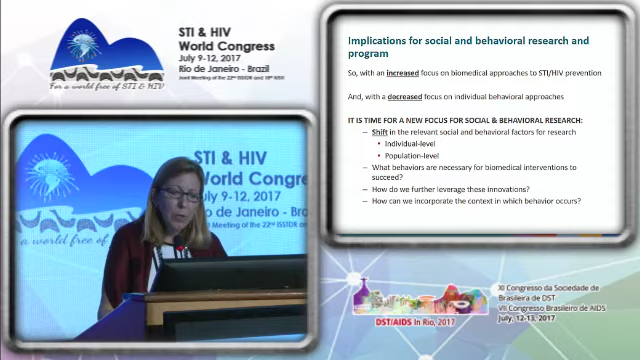 STI & HIV
World Congress
July 9-12, 2017
Rio de Janeiro - Brazil
Joint Meeting of the 22nd ISSTDR and 18th IUSTI
For a world free of STI & HIV
STI & HIV
World Congre
July 9-12, 2017
Rio de Janeiro - Bra
Meeting of the 22nd ISSTDR and
a world free of
Implications for social and behavioral research and
program
So, with an increased focus on biomedical approaches to STI/HIV prevention
And, with a decreased focus on individual behavioral approaches
IT IS TIME FOR A NEW FOCUS FOR SOCIAL & BEHAVIORAL RESEARCH:
– Shift in the relevant social and behavioral factors for research
• Individual-level
• Population-level
– What behaviors are necessary for biomedical interventions to
succeed?
– How do we further leverage these innovations?
– How can we incorporate the context in which behavior occurs?
DST/AIDS In Rio, 2017
XI Congresso da Sociedade de
Brasileira de DST
VII Congresso Brasileiro de AIDS
July, 12-13, 2017